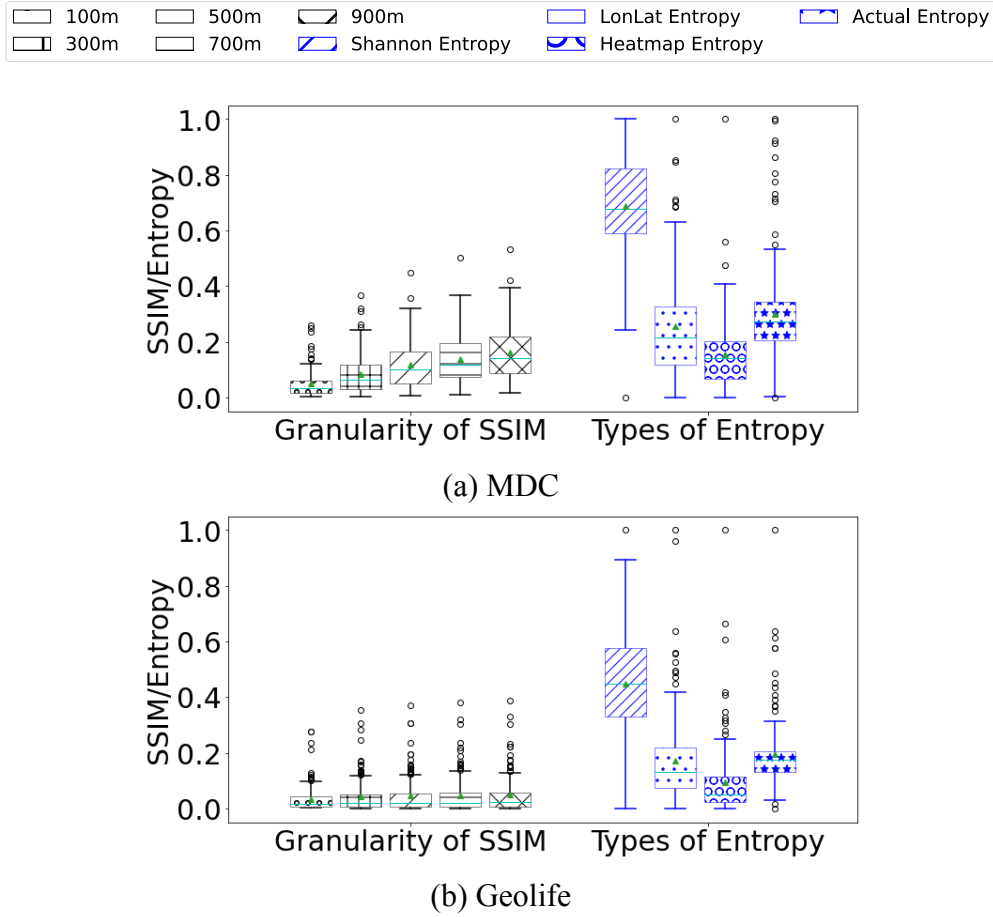 100m 500m 900m LonLat Entropy Actual Entropy
300m 700m Shannon Entropy Heatmap Entropy
SSIM/Entropy
1.0
0.8
0.6
0.4
0.2
0.0
Granularity of SSIM Types of Entropy
(a) MDC
SSIM/Entropy
1.0
0.8
0.6
0.4
0.2
0.0
Granularity of SSIM Types of Entropy
(b) Geolife